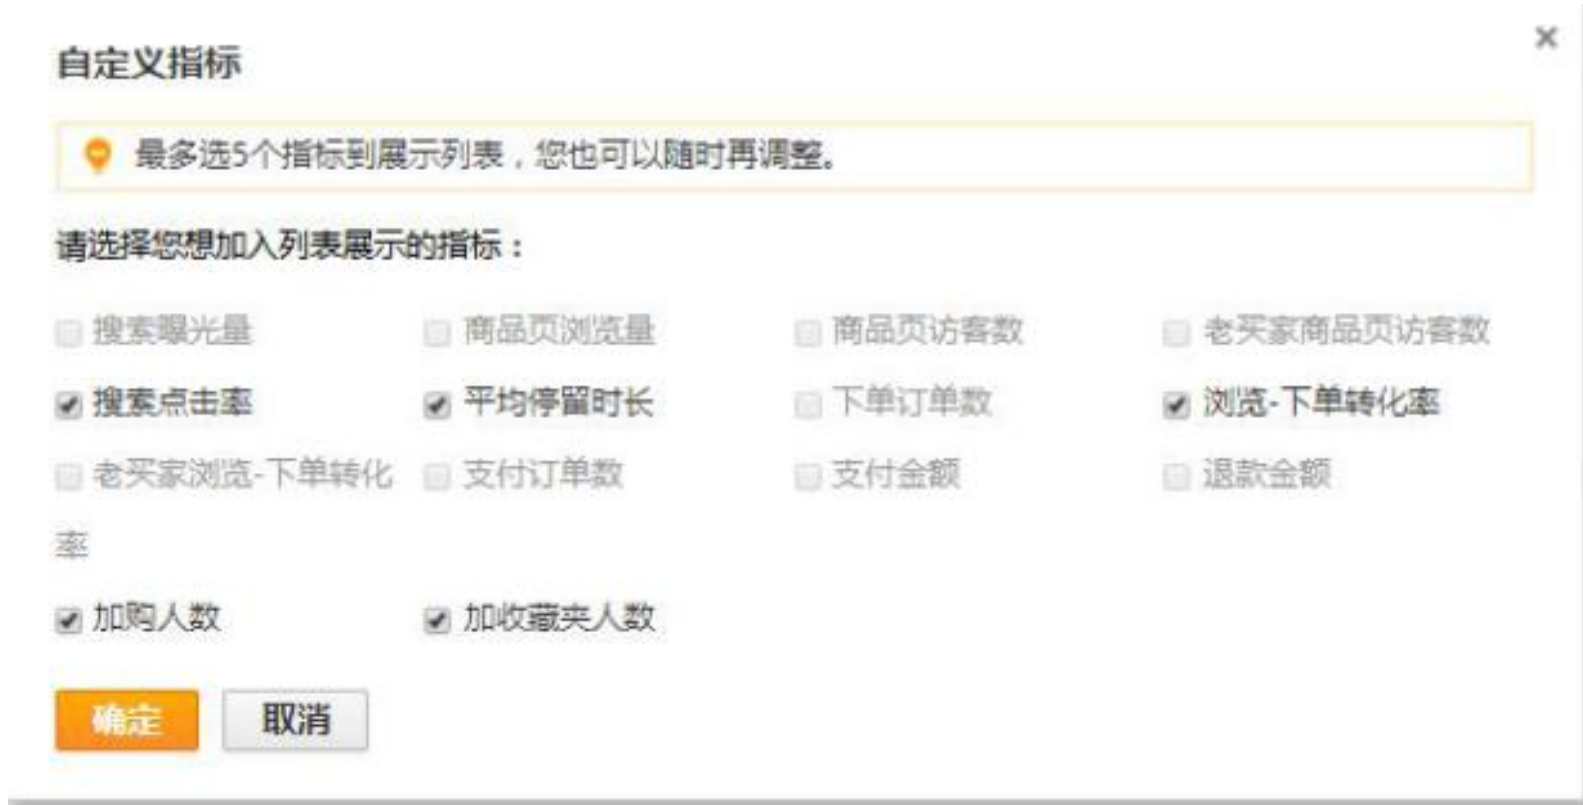 自定义指标
最多选5个指标到展示列表，您也可以随时再调整。
请选择您想加入列表展示的指标：
搜索曝光量 商品页浏览量 商品页访客数 老买家商品页访客数
搜索点击率 平均停留时长 下单订单数 浏览-下单转化率
老买家浏览-下单转化 支付订单数 支付金额 退款金额
率
加购人数 加收藏夹人数
确定 取消